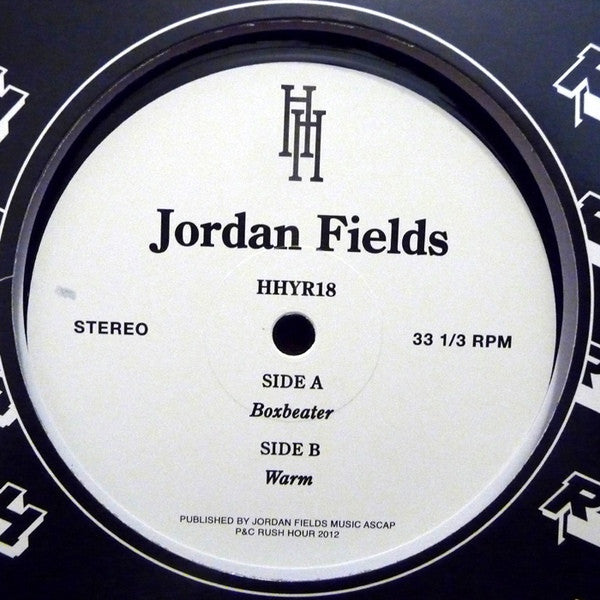 HHH
Jordan Fields
HHYR18
STEREO
33 1/3 RPM
SIDE A
Boxbeater
SIDE B
Warm
PUBLISHED BY JORDAN FIELDS MUSIC ASCAP
P&C RUSH HOUR 2012